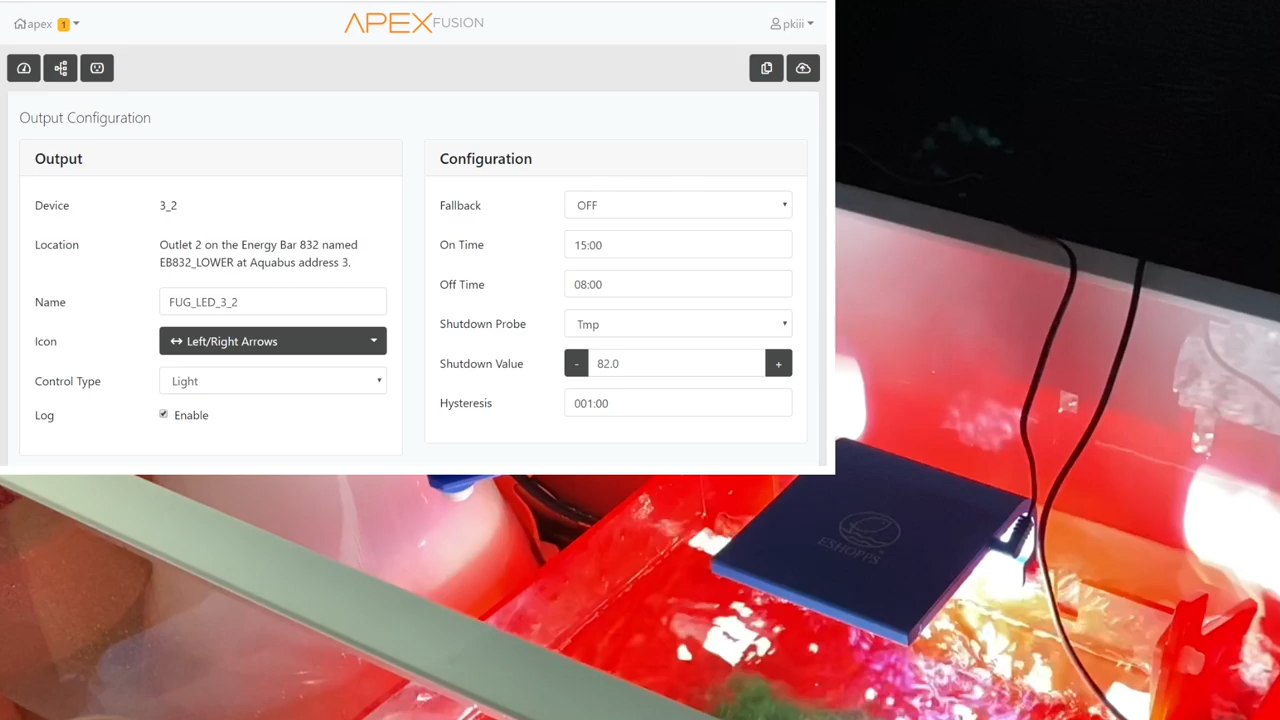 apex 1
APEX FUSION
pkiii
Output Configuration
Output
Device 3_2
Location Outlet 2 on the Energy Bar 832 named
EB832_LOWER at Aquabus address 3.
Name FUG_LED_3_2
Icon Left/Right Arrows
Control Type Light
Log Enable
Configuration
Fallback OFF
On Time 15:00
Off Time 08:00
Shutdown Probe Tmp
Shutdown Value - 82.0 +
Hysteresis 001:00
ESHOPPS